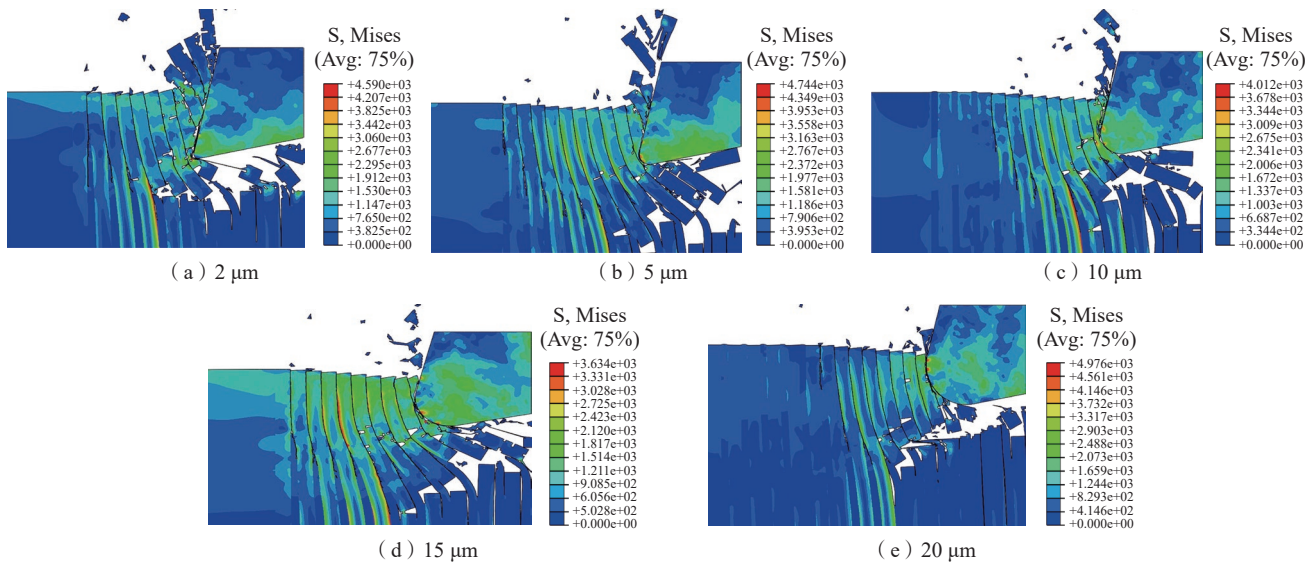 S, Mises
(Avg: 75%)
+4.590e+03
+4.207e+03
+3.825e+03
+3.442e+03
+3.060e+03
+2.677e+03
+2.295e+03
+1.912e+03
+1.530e+03
+1.147e+03
+7.650e+02
+3.825e+02
+0.000e+00
(a) 2 μm
S, Mises
(Avg: 75%)
+4.744e+03
+4.349e+03
+3.953e+03
+3.558e+03
+3.163e+03
+2.767e+03
+2.372e+03
+1.977e+03
+1.581e+03
+1.186e+03
+7.906e+02
+3.953e+02
+0.000e+00
(b) 5 μm
S, Mises
(Avg: 75%)
+4.012e+03
+3.678e+03
+3.344e+03
+3.009e+03
+2.675e+03
+2.341e+03
+2.006e+03
+1.672e+03
+1.337e+03
+1.003e+03
+6.687e+02
+3.344e+02
+0.000e+00
(c) 10 μm
S, Mises
(Avg: 75%)
+3.634e+03
+3.331e+03
+3.028e+03
+2.725e+03
+2.423e+03
+2.120e+03
+1.817e+03
+1.514e+03
+1.211e+03
+9.085e+02
+6.056e+02
+5.028e+02
+0.000e+00
(d) 15 μm
S, Mises
(Avg: 75%)
+4.976e+03
+4.561e+03
+4.146e+03
+3.732e+03
+3.317e+03
+2.903e+03
+2.488e+03
+2.073e+03
+1.659e+03
+1.244e+03
+8.293e+02
+4.146e+02
+0.000e+00
(e) 20 μm